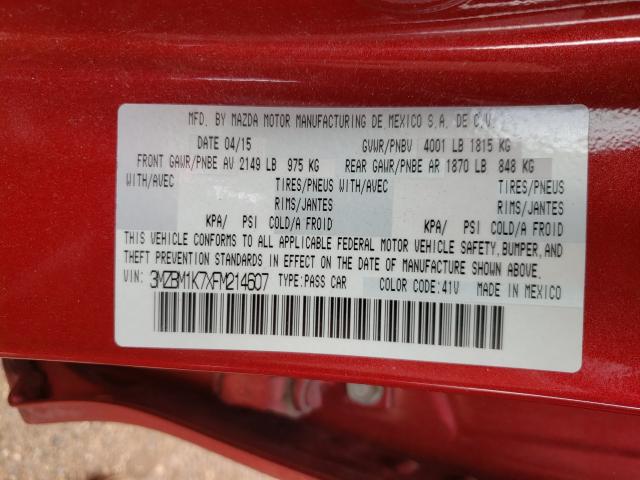 MFD. BY MAZDA MOTOR MANUFACTURING DE MEXICO S.A. DE C.V.
DATE 04/15 GVWR/PNBV 4001 LB 1815 KG
FRONT GAWR/PNBE AV 2149 LB 975 KG REAR GAWR/PNBE AR 1870 LB 848 KG
WITH/AVEC TIRES/PNEUS WITH/AVEC TIRES/PNEUS
RIMS/JANTES RIMS/JANTES
KPA/ PSI COLD/A FROID KPA/ PSI COLD/A FROID
THIS VEHICLE CONFORMS TO ALL APPLICABLE FEDERAL MOTOR VEHICLE SAFETY, BUMPER, AND
THEFT PREVENTION STANDARDS IN EFFECT ON THE DATE OF MANUFACTURE SHOWN ABOVE.
VIN: 3MZBM1K7XFM214607 TYPE:PASS CAR COLOR CODE:41V MADE IN MEXICO